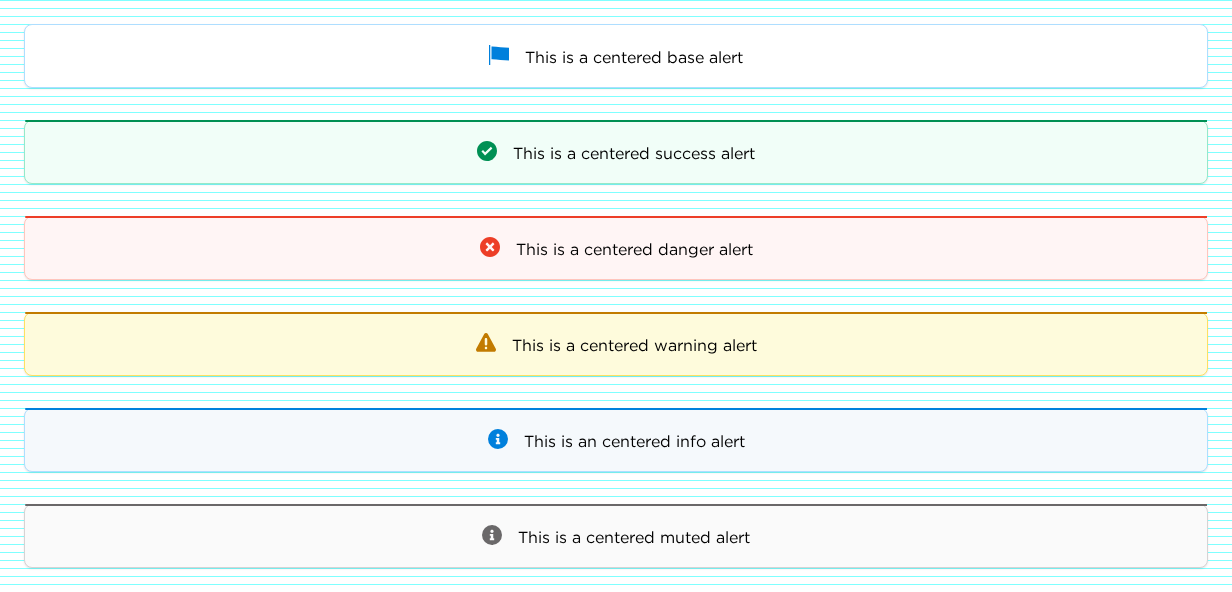 This is a centered base alert
This is a centered success alert
This is a centered danger alert
This is a centered warning alert
This is an centered info alert
This is a centered muted alert